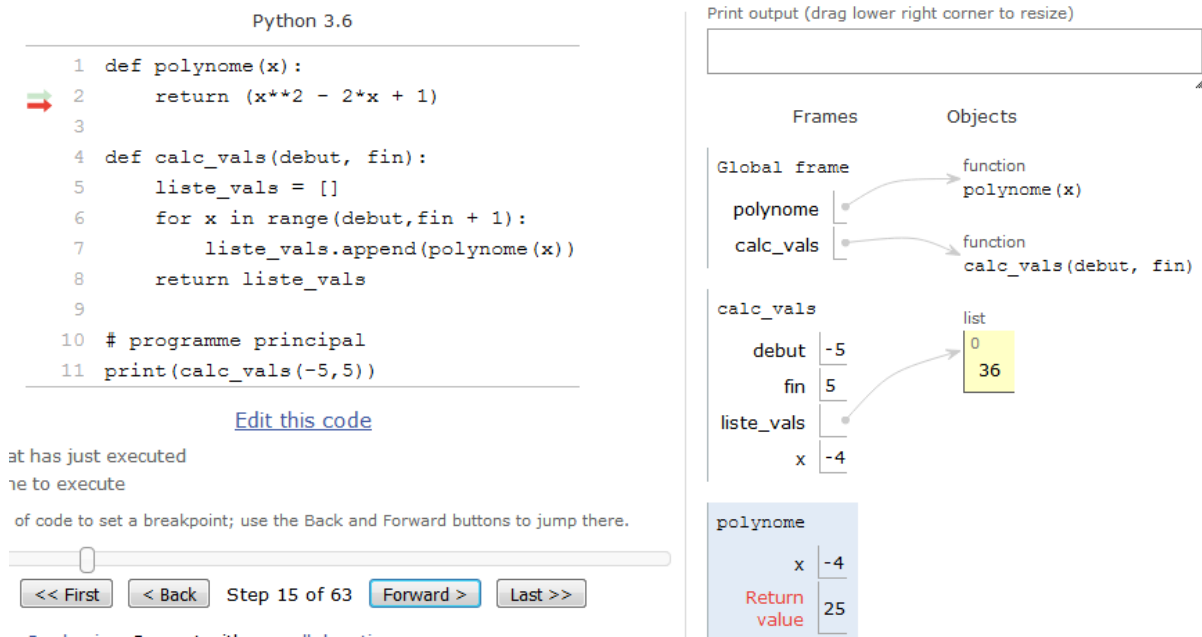 Python 3.6
1 def polynome(x):
2     return (x**2 - 2*x + 1)
3
4 def calc_vals(debut, fin):
5     liste_vals = []
6     for x in range(debut,fin + 1):
7         liste_vals.append(polynome(x))
8     return liste_vals
9
10 # programme principal
11 print(calc_vals(-5,5))
Edit this code
at has just executed
ne to execute
of code to set a breakpoint; use the Back and Forward buttons to jump there.
<< First < Back Step 15 of 63 Forward > Last >>
Print output (drag lower right corner to resize)
Frames Objects
Global frame
polynome
calc_vals
function
polynome(x)
function
calc_vals(debut, fin)
calc_vals
debut -5
fin 5
liste_vals
x -4
list
0
36
polynome
x -4
Return
value 25